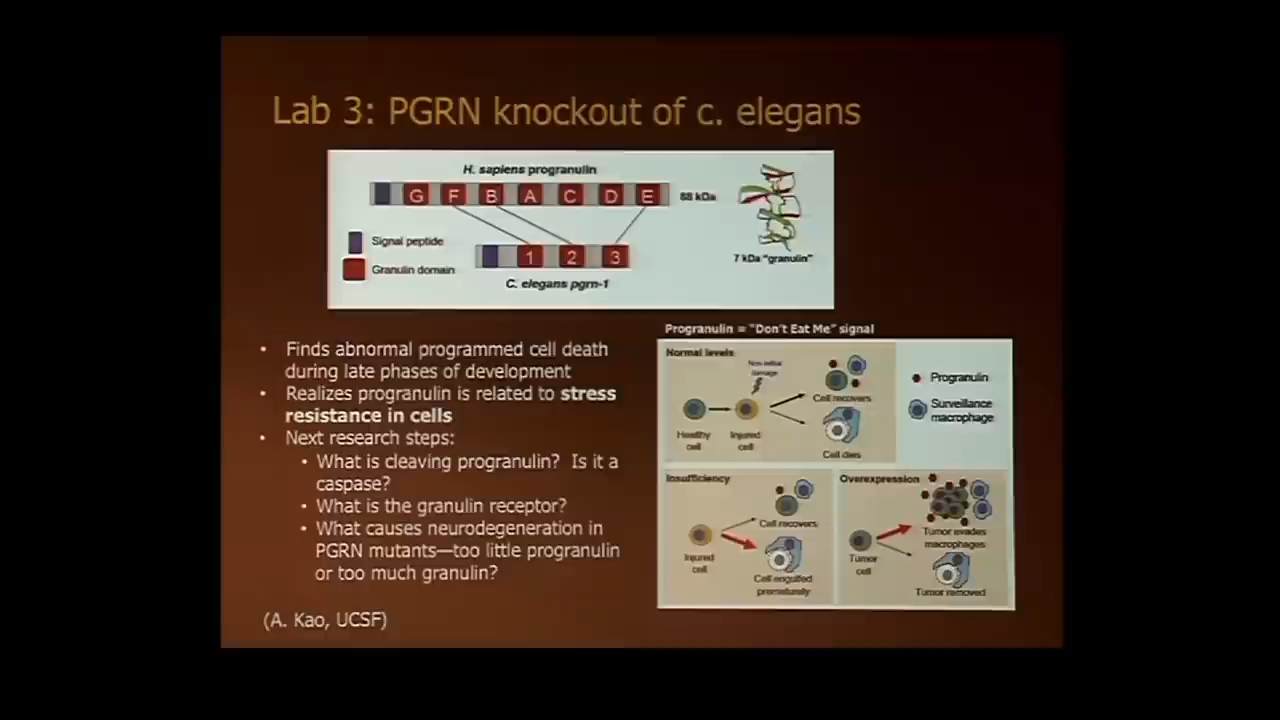 Lab 3: PGRN knockout of c. elegans
H. sapiens progranulin
G F B A C D E
88 kDa
Signal peptide
Granulin domain
1 2 3
C. elegans pgrn-1
7 kDa "granulin"
• Finds abnormal programmed cell death
during late phases of development
• Realizes progranulin is related to stress
resistance in cells
• Next research steps:
• What is cleaving progranulin? Is it a
caspase?
• What is the granulin receptor?
• What causes neurodegeneration in
PGRN mutants—too little progranulin
or too much granulin?
(A. Kao, UCSF)
Progranulin = "Don't Eat Me" signal
Normal levels
Non-lethal
damage
Healthy
cell
Injured
cell
Cell recovers
Cell dies
Progranulin
Surveillance
macrophage
Insufficiency
Injured
cell
Cell recovers
Cell engulfed
prematurely
Overexpression
Tumor
cell
Tumor evades
macrophages
Tumor removed